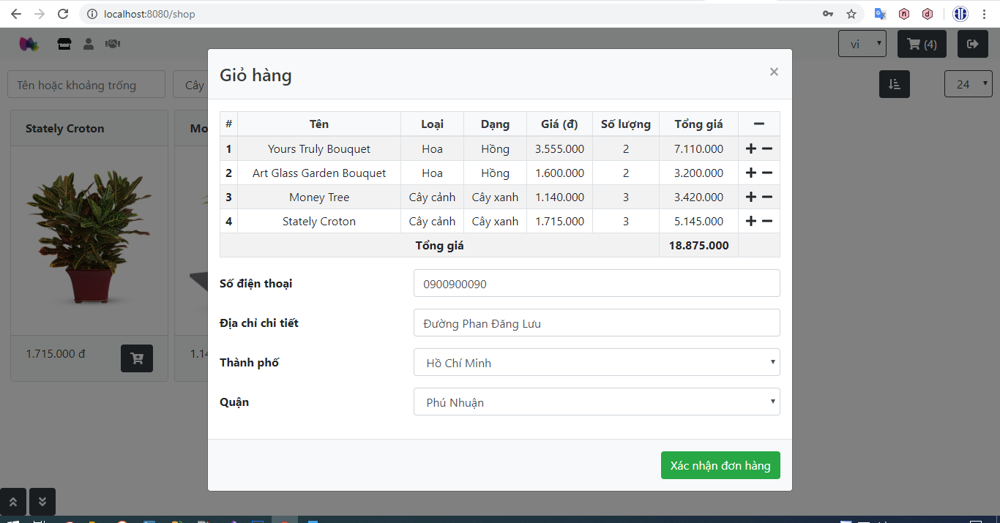 localhost:8080/shop
vi
(4)
Tên hoặc khoảng trống
Cây
24
Stately Croton
Mo
1.715.000 đ
1.14
Giỏ hàng
×
# Tên Loại Dạng Giá (đ) Số lượng Tổng giá
1 Yours Truly Bouquet Hoa Hồng 3.555.000 2 7.110.000
2 Art Glass Garden Bouquet Hoa Hồng 1.600.000 2 3.200.000
3 Money Tree Cây cảnh Cây xanh 1.140.000 3 3.420.000
4 Stately Croton Cây cảnh Cây xanh 1.715.000 3 5.145.000
Tổng giá 18.875.000
Số điện thoại 0900900090
Địa chỉ chi tiết Đường Phan Đăng Lưu
Thành phố Hồ Chí Minh
Quận Phú Nhuận
Xác nhận đơn hàng